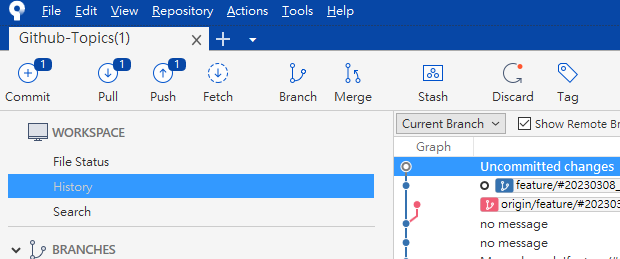 File Edit View Repository Actions Tools Help
Github-Topics(1)
1 1 1
Commit Pull Push Fetch Branch Merge Stash Discard Tag
WORKSPACE
File Status
History
Search
BRANCHES
Current Branch Show Remote Br
Graph
Uncommitted changes
feature/#20230308_
origin/feature/#202303
no message
no message